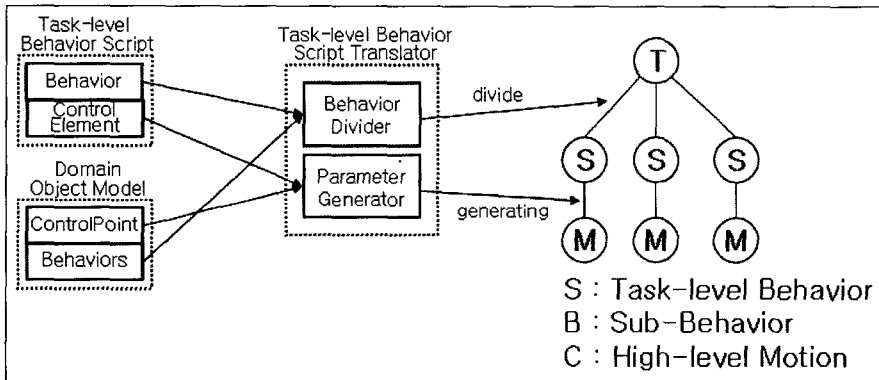 Task-level
Behavior Script
Behavior
Control
Element
Domain
Object Model
ControlPoint
Behaviors
Task-level Behavior
Script Translator
Behavior
Divider
Parameter
Generator
divide
generating
T
S S S
M M M
S : Task-level Behavior
B : Sub-Behavior
C : High-level Motion